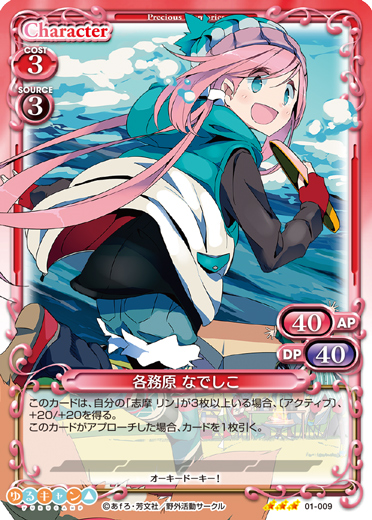 Precious Memories
Character
COST
3
SOURCE
3
40 AP
DP 40
各務原 なでしこ
このカードは、自分の「志摩 リン」が3枚以上いる場合、〔アクティブ〕、
+20/+20を得る。
このカードがアプローチした場合、カードを1枚引く。
オーキードーキー!
ゆるキャン△
©あfろ・芳文社/野外活動サークル
01-009